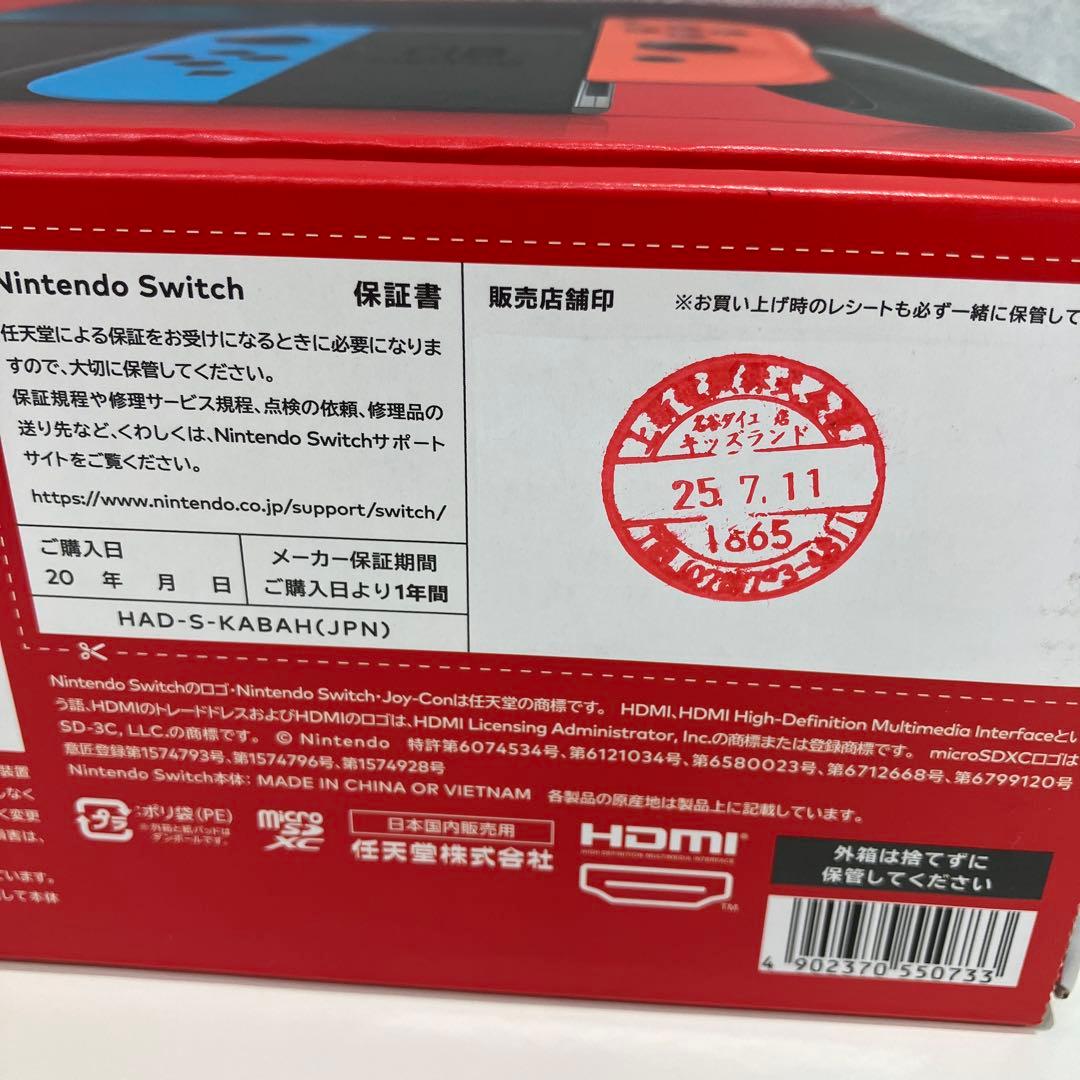 Nintendo Switch
保証書
任天堂による保証をお受けになるときに必要になりま
すので、大切に保管してください。
保証規程や修理サービス規程、点検の依頼、修理品の
送り先など、くわしくは、Nintendo Switchサポート
サイトをご覧ください。
https://www.nintendo.co.jp/support/switch/
ご購入日
20 年 月 日
メーカー保証期間
ご購入日より1年間
HAD-S-KABAH(JPN)
販売店舗印
※お買い上げ時のレシートも必ず一緒に保管して
キッズランド
25.7.11
1865
Nintendo Switchのロゴ・Nintendo Switch・Joy-Conは任天堂の商標です。 HDMI、HDMI High-Definition Multimedia Interfaceとい
う語、HDMIのトレードドレスおよびHDMIのロゴは、HDMI Licensing Administrator, Inc.の商標または登録商標です。 microSDXCロゴは
SD-3C, LLC.の商標です。 © Nintendo 特許第6074534号、第6121034号、第6580023号、第6712668号、第6799120号
意匠登録第1574793号、第1574796号、第1574928号
Nintendo Switch本体: MADE IN CHINA OR VIETNAM 各製品の原産地は製品上に記載しています。
プラ
:ポリ袋(PE)
※外箱と紙パッドは
ダンボールです。
micro SD XC
日本国内販売用
任天堂株式会社
HDMI
HIGH-DEFINITION MULTIMEDIA INTERFACE
TM
外箱は捨てずに
保管してください
4 902370 550733
装置
しなく
く変更
損害は、
ています。
して本体